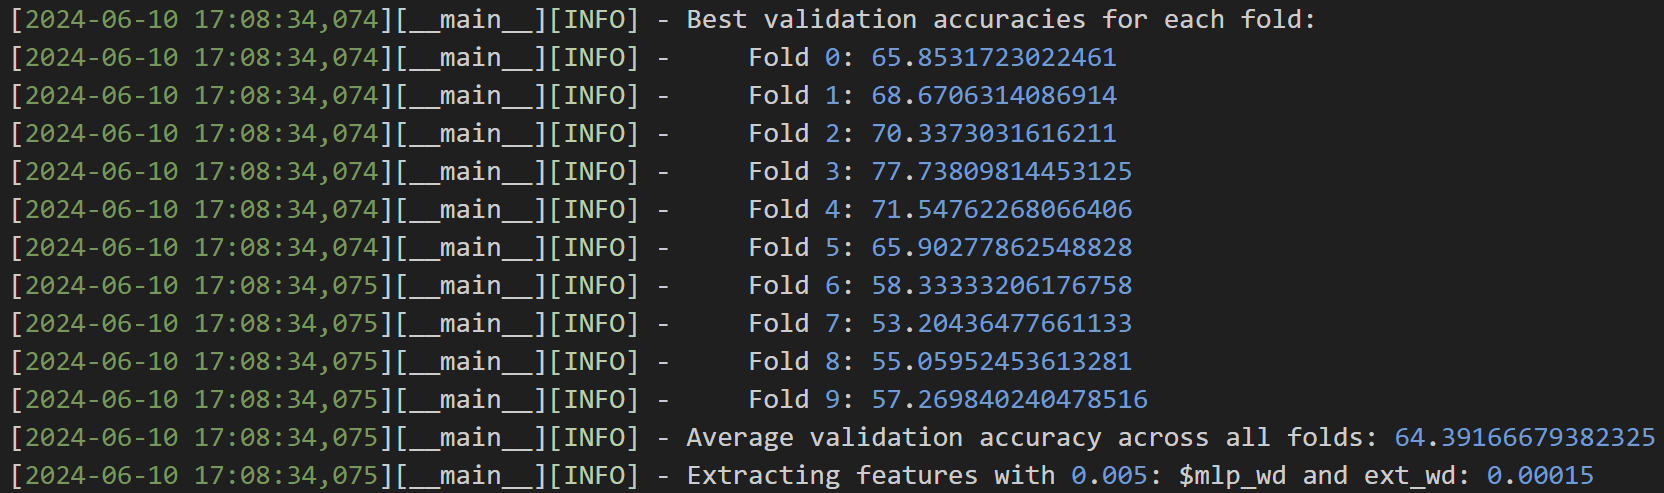 [2024-06-10 17:08:34,074][__main__][INFO] - Best validation accuracies for each fold:
[2024-06-10 17:08:34,074][__main__][INFO] -     Fold 0: 65.8531723022461
[2024-06-10 17:08:34,074][__main__][INFO] -     Fold 1: 68.6706314086914
[2024-06-10 17:08:34,074][__main__][INFO] -     Fold 2: 70.3373031616211
[2024-06-10 17:08:34,074][__main__][INFO] -     Fold 3: 77.73809814453125
[2024-06-10 17:08:34,074][__main__][INFO] -     Fold 4: 71.54762268066406
[2024-06-10 17:08:34,074][__main__][INFO] -     Fold 5: 65.90277862548828
[2024-06-10 17:08:34,075][__main__][INFO] -     Fold 6: 58.33333206176758
[2024-06-10 17:08:34,075][__main__][INFO] -     Fold 7: 53.20436477661133
[2024-06-10 17:08:34,075][__main__][INFO] -     Fold 8: 55.05952453613281
[2024-06-10 17:08:34,075][__main__][INFO] -     Fold 9: 57.269840240478516
[2024-06-10 17:08:34,075][__main__][INFO] - Average validation accuracy across all folds: 64.39166679382325
[2024-06-10 17:08:34,075][__main__][INFO] - Extracting features with 0.005: $mlp_wd and ext_wd: 0.00015